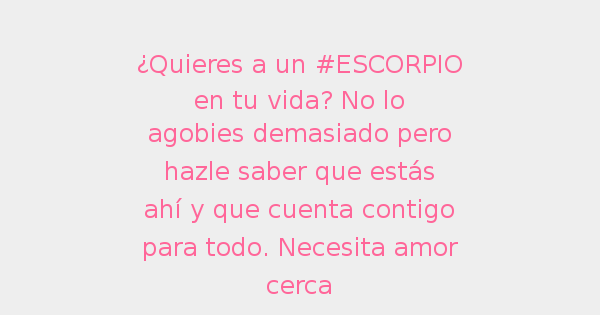 ¿Quieres a un #ESCORPIO
en tu vida? No lo
agobies demasiado pero
hazle saber que estás
ahí y que cuenta contigo
para todo. Necesita amor
cerca